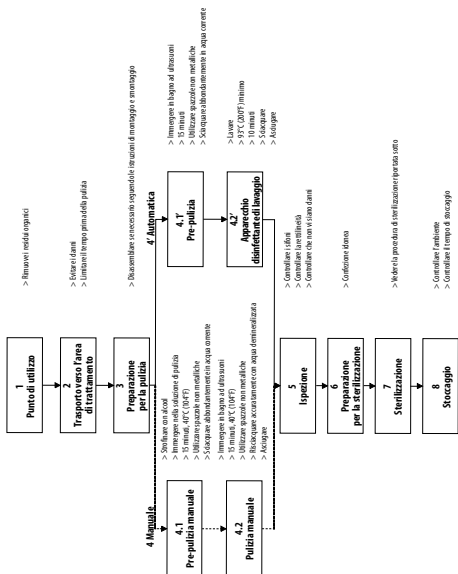 1
Punto di utilizzo
> Rimuovei residui organici
2
Trasporto verso l'area
di trattamento
> Evitare i danni
> Limitare il tempo prima della pulizia
3
Preparazione
per la pulizia
> Disassemblare se necessario seguendo le istruzioni di montaggio e smontaggio
4 Manuale
4.1
Pre-pulizia manuale
> Strofinare con alcool
> Immergere nella soluzione di pulizia
> 15 minuti, 40°C (104°F)
> Utilizzare spazzole non metalliche
> Sciacquare abbondantemente in acqua corrente
4.2
Pulizia manuale
> Immergere in bagno ad ultrasuoni
> 15 minuti, 40°C (104°F)
> Utilizzare spazzole non metalliche
> Risciacquare accuratamente con acqua demineralizzata
> Asciugare
4' Automatica
4.1'
Pre-pulizia
> Immergere in bagno ad ultrasuoni
> 15 minuti
> Utilizzare spazzole non metalliche
> Sciacquare abbondantemente in acqua corrente
4.2'
Apparecchio
disinfettante di lavaggio
> Lavare
> 93°C (200°F) minimo
> 10 minuti
> Sciacquare
> Asciugare
5
Ispezione
> Controllare i sifoni
> Controllare la rettilineità
> Controllare che non vi siano danni
6
Preparazione
per la sterilizzazione
> Confezione idonea
7
Sterilizzazione
> Vedere la procedura di sterilizzazione riportata sotto
8
Stoccaggio
> Controllare l'ambiente
> Controllare il tempo di stoccaggio